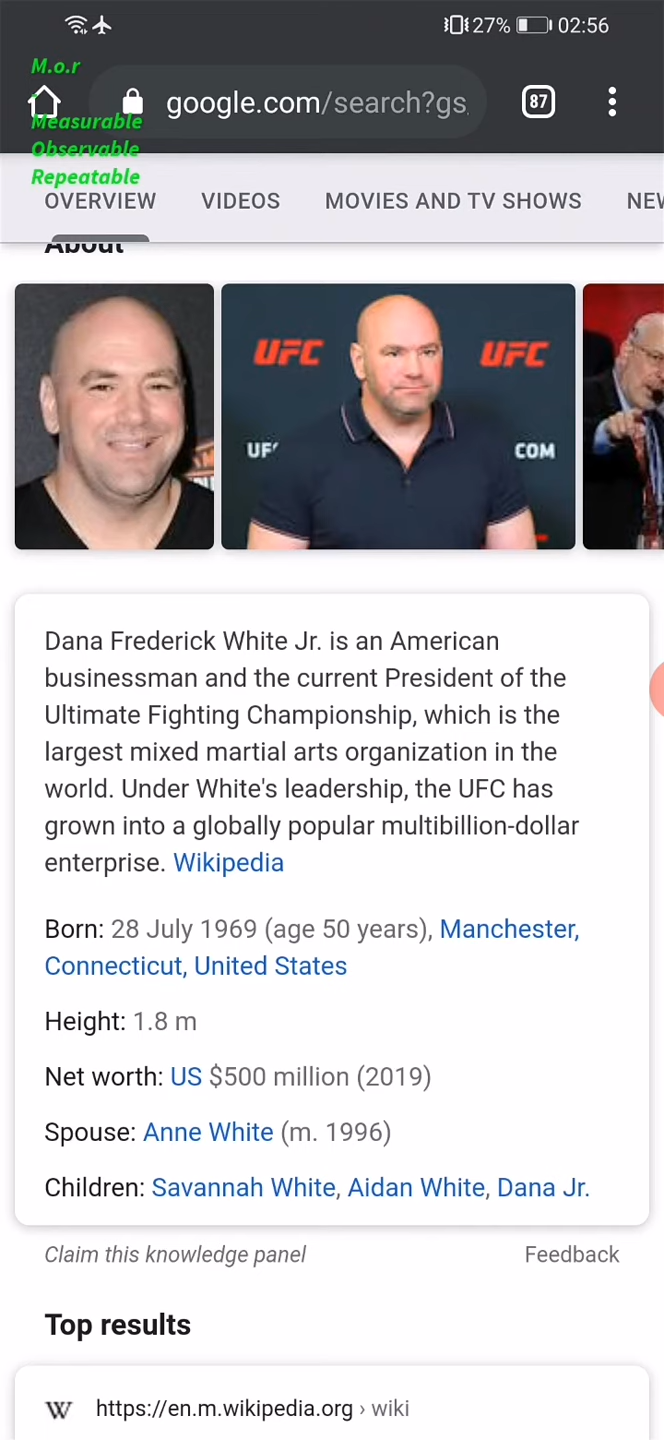 27% 02:56
M.o.r
google.com/search?gs
87
Measurable
Observable
Repeatable
OVERVIEW VIDEOS MOVIES AND TV SHOWS
About
UFC UFC
COM
Dana Frederick White Jr. is an American
businessman and the current President of the
Ultimate Fighting Championship, which is the
largest mixed martial arts organization in the
world. Under White's leadership, the UFC has
grown into a globally popular multibillion-dollar
enterprise. Wikipedia
Born: 28 July 1969 (age 50 years), Manchester,
Connecticut, United States
Height: 1.8 m
Net worth: US $500 million (2019)
Spouse: Anne White (m. 1996)
Children: Savannah White, Aidan White, Dana Jr.
Claim this knowledge panel Feedback
Top results
W https://en.m.wikipedia.org › wiki